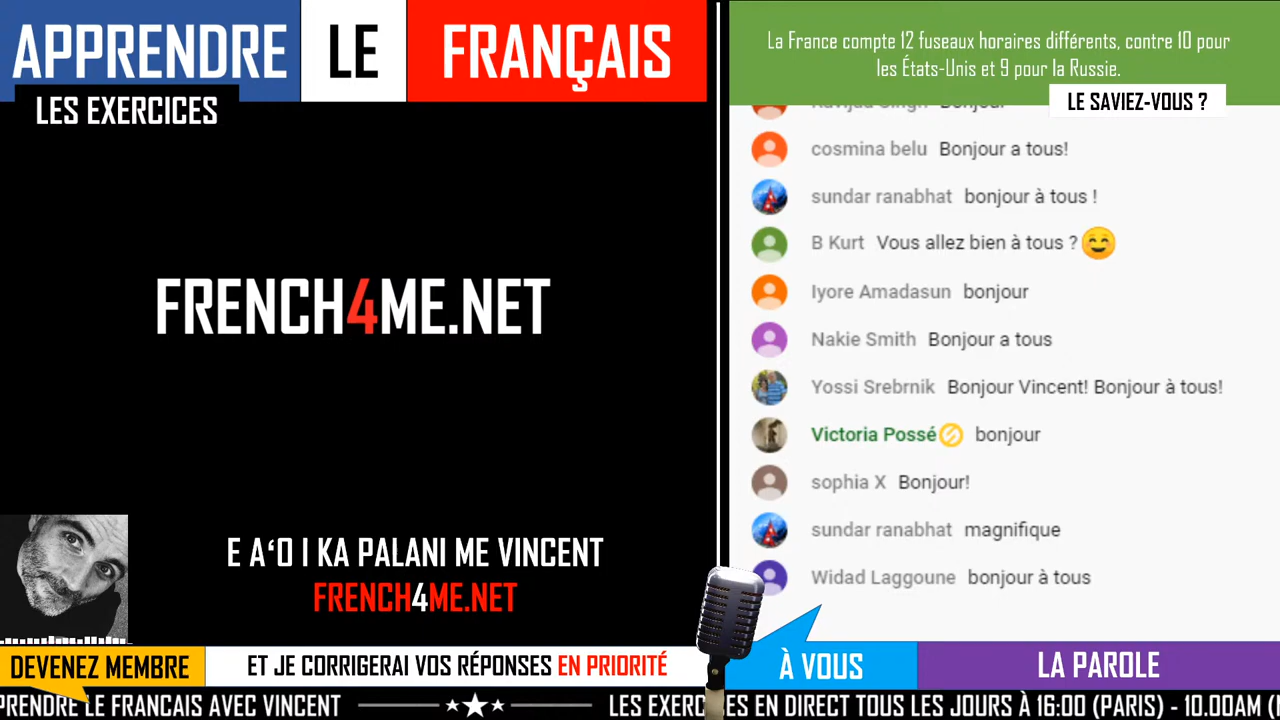 APPRENDRE LE FRANÇAIS
LES EXERCICES
FRENCH4ME.NET
E AʻO I KA PALANI ME VINCENT
FRENCH4ME.NET
DEVENEZ MEMBRE
ET JE CORRIGERAI VOS RÉPONSES EN PRIORITÉ
La France compte 12 fuseaux horaires différents, contre 10 pour
les États-Unis et 9 pour la Russie.
LE SAVIEZ-VOUS ?
cosmina belu Bonjour a tous!
sundar ranabhat bonjour à tous !
B Kurt Vous allez bien à tous ? 😊
Iyore Amadasun bonjour
Nakie Smith Bonjour a tous
Yossi Srebrnik Bonjour Vincent! Bonjour à tous!
Victoria Possé bonjour
sophia X Bonjour!
sundar ranabhat magnifique
Widad Laggoune bonjour à tous
À VOUS LA PAROLE
PRENDRE LE FRANCAIS AVEC VINCENT ★ LES EXERCES EN DIRECT TOUS LES JOURS À 16:00 (PARIS) - 10.00AM (